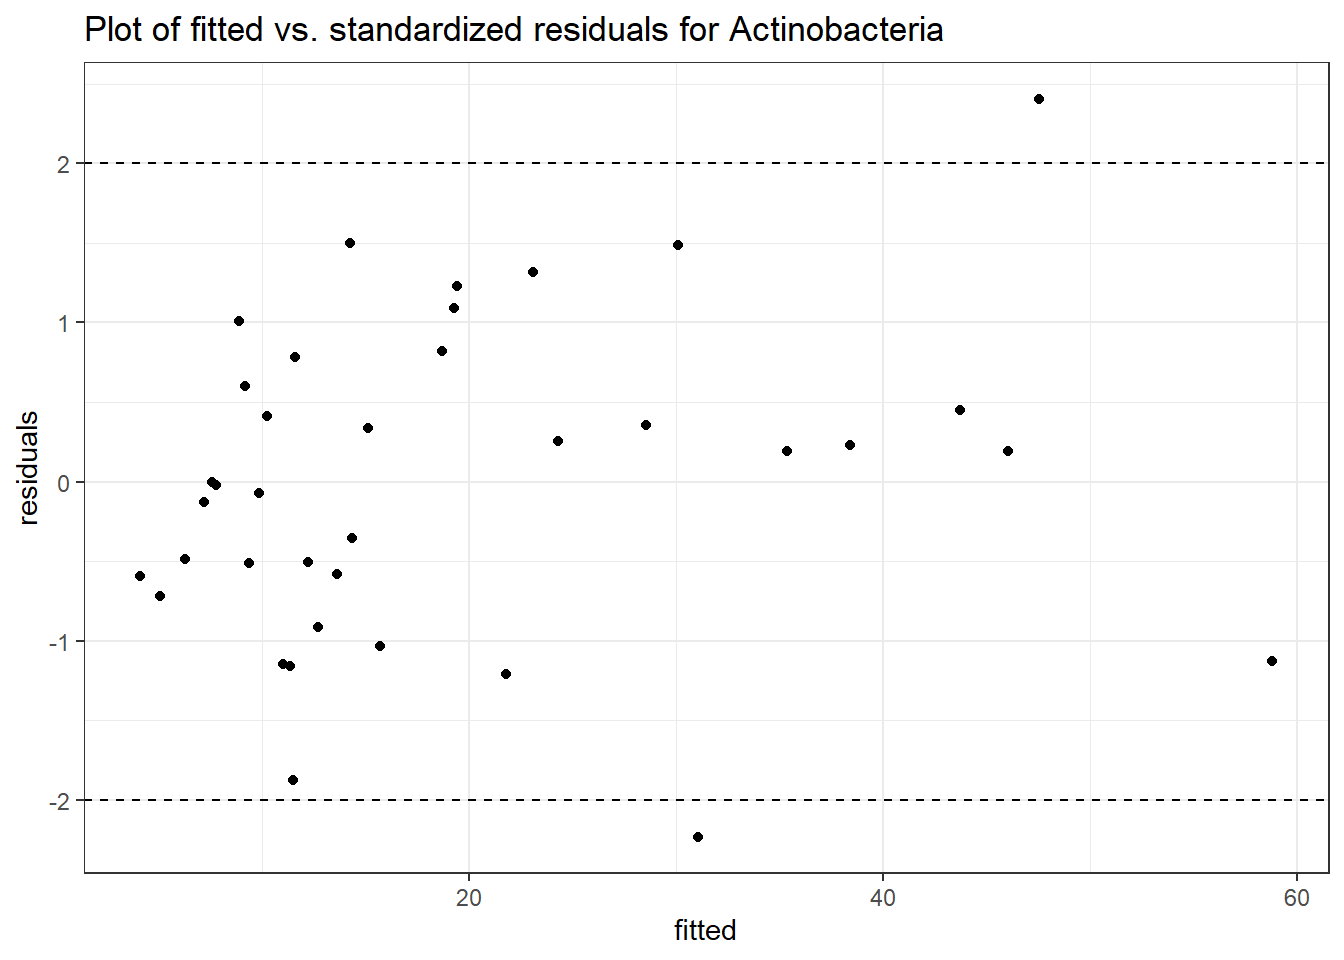 Plot of fitted vs. standardized residuals for Actinobacteria
2
1
0
-1
-2
residuals
20 40 60
fitted